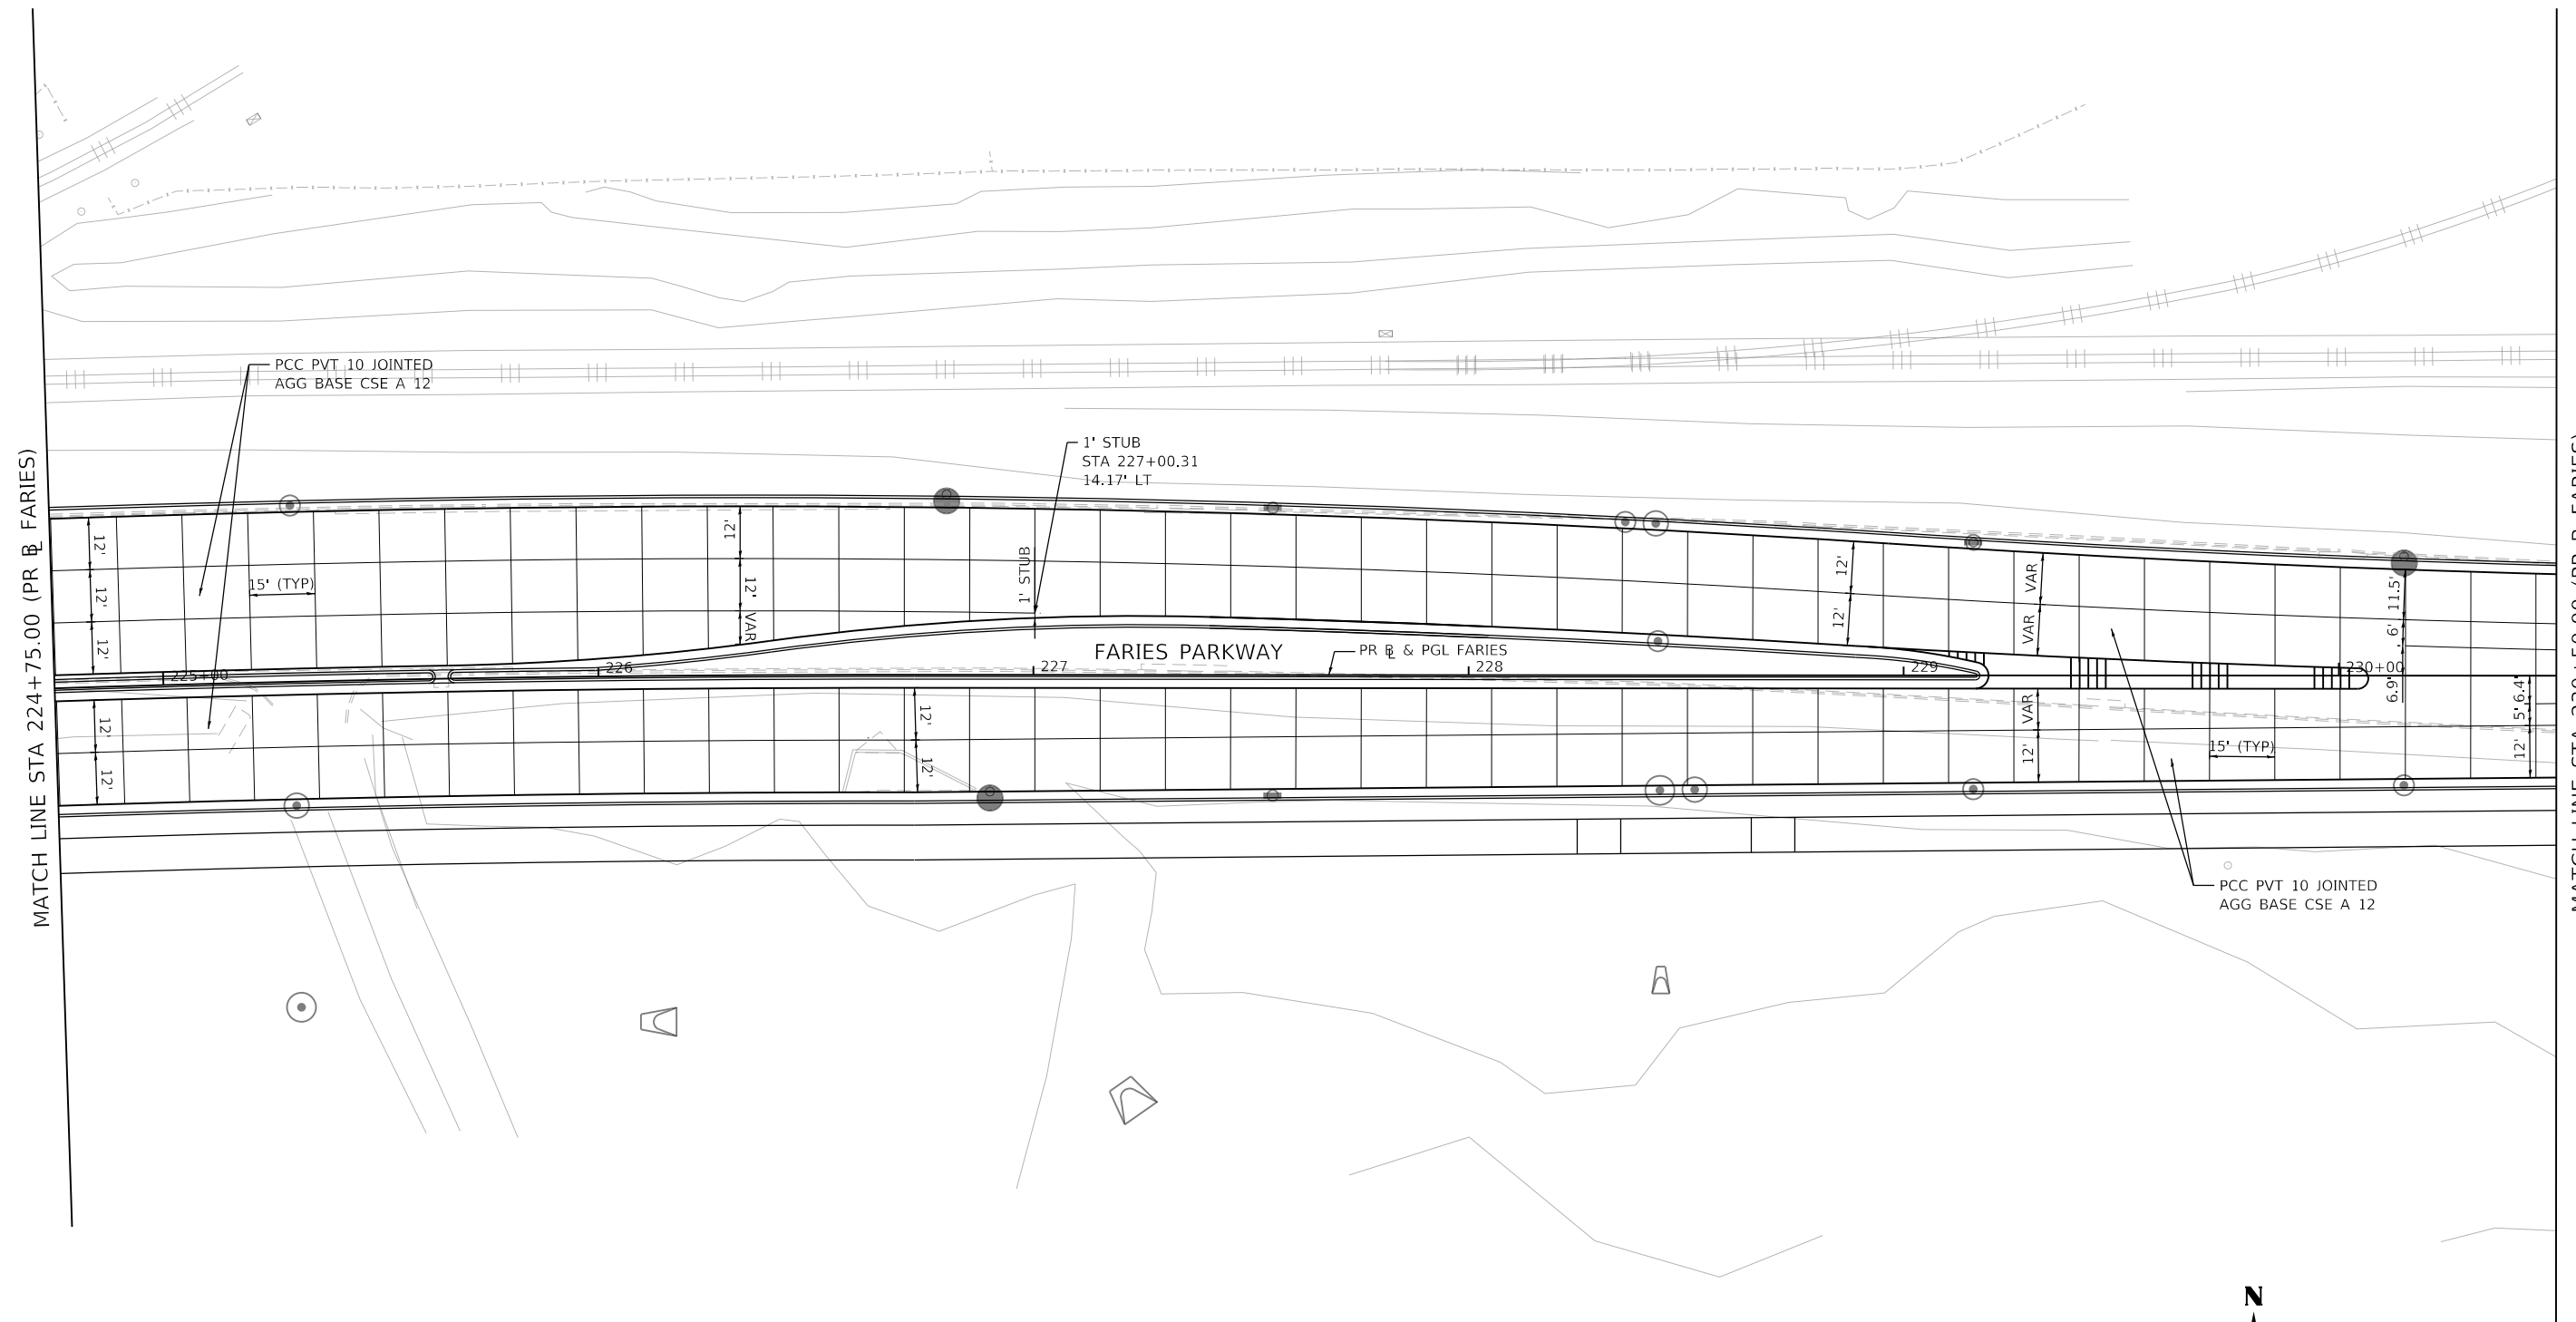 PCC PVT 10 JOINTED
AGG BASE CSE A 12
1' STUB
STA 227+00.31
14.17' LT
MATCH LINE STA 224+75.00 (PR ⅊ FARIES)
12'
12'
12'
15' (TYP)
12'
12'
VAR
1' STUB
12'
12'
VAR
VAR
11.5'
6'
FARIES PARKWAY
PR ⅊ & PGL FARIES
225+00
226
227
228
229
230+00
12'
12'
12'
12'
VAR
12'
15' (TYP)
6.9'
6.4'
5'
12'
PCC PVT 10 JOINTED
AGG BASE CSE A 12
N